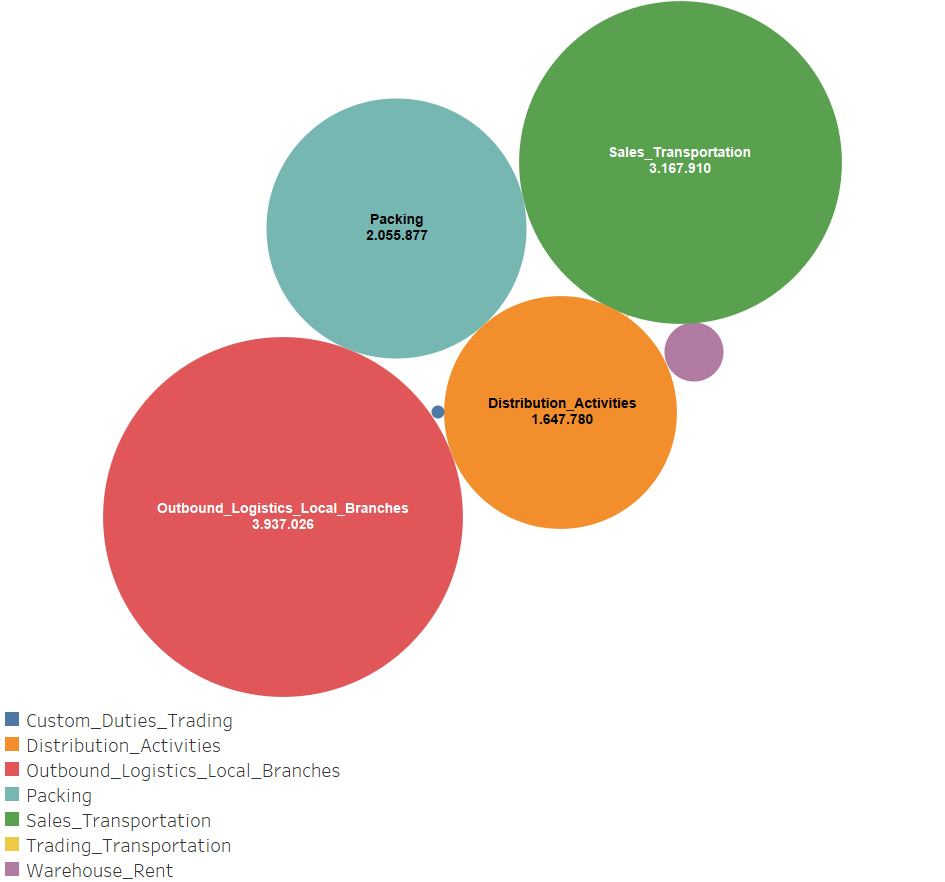 Sales_Transportation
3.167.910
Packing
2.055.877
Distribution_Activities
1.647.780
Outbound_Logistics_Local_Branches
3.937.026
Custom_Duties_Trading
Distribution_Activities
Outbound_Logistics_Local_Branches
Packing
Sales_Transportation
Trading_Transportation
Warehouse_Rent